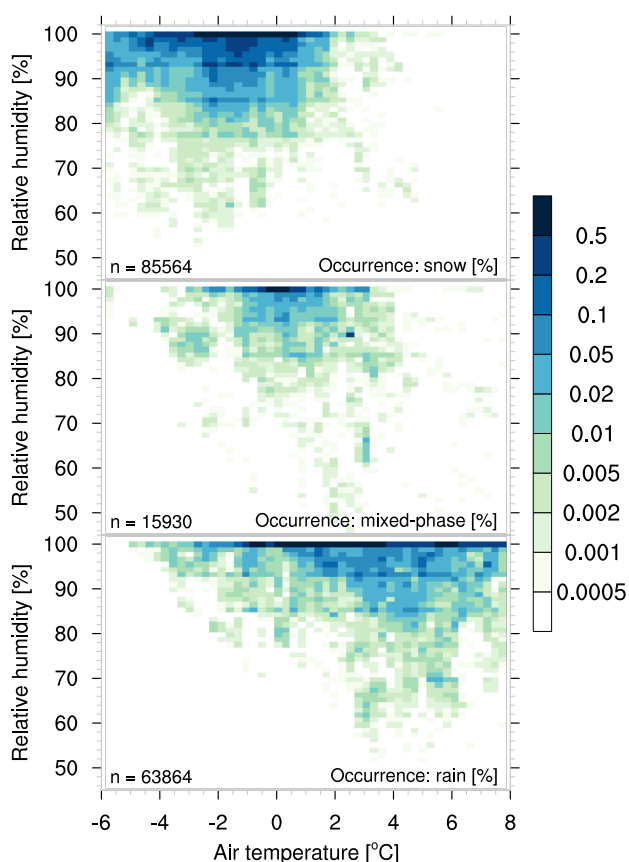 Relative humidity [%]
100
90
80
70
60
50
n = 85564
Occurrence: snow [%]
Relative humidity [%]
100
90
80
70
60
50
n = 15930
Occurrence: mixed-phase [%]
Relative humidity [%]
100
90
80
70
60
50
n = 63864
Occurrence: rain [%]
-6 -4 -2 0 2 4 6 8
Air temperature [°C]
0.5
0.2
0.1
0.05
0.02
0.01
0.005
0.002
0.001
0.0005